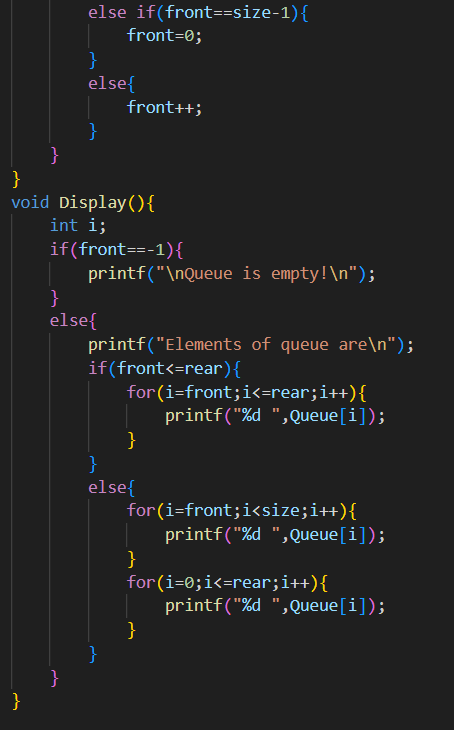 else if(front==size-1){
            front=0;
        }
        else{
            front++;
        }
    }
}
void Display(){
    int i;
    if(front==-1){
        printf("\nQueue is empty!\n");
    }
    else{
        printf("Elements of queue are\n");
        if(front<=rear){
            for(i=front;i<=rear;i++){
                printf("%d ",Queue[i]);
            }
        }
        else{
            for(i=front;i<size;i++){
                printf("%d ",Queue[i]);
            }
            for(i=0;i<=rear;i++){
                printf("%d ",Queue[i]);
            }
        }
    }
}